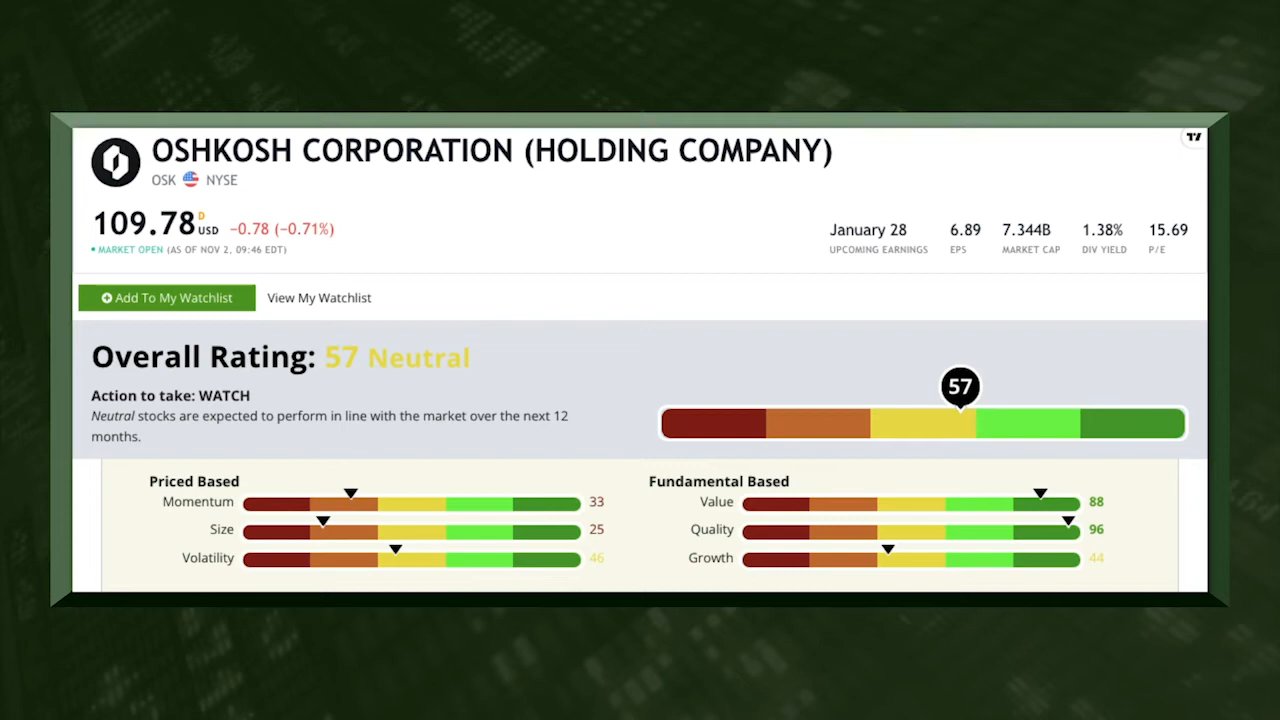 OSHKOSH CORPORATION (HOLDING COMPANY)
OSK NYSE
109.78 D USD −0.78 (−0.71%)
MARKET OPEN (AS OF NOV 2, 09:46 EDT)
January 28 6.89 7.344B 1.38% 15.69
UPCOMING EARNINGS EPS MARKET CAP DIV YIELD P/E
Add To My Watchlist View My Watchlist
Overall Rating: 57 Neutral
Action to take: WATCH
Neutral stocks are expected to perform in line with the market over the next 12
months.
57
Priced Based
Momentum 33
Size 25
Volatility 46
Fundamental Based
Value 88
Quality 96
Growth 44